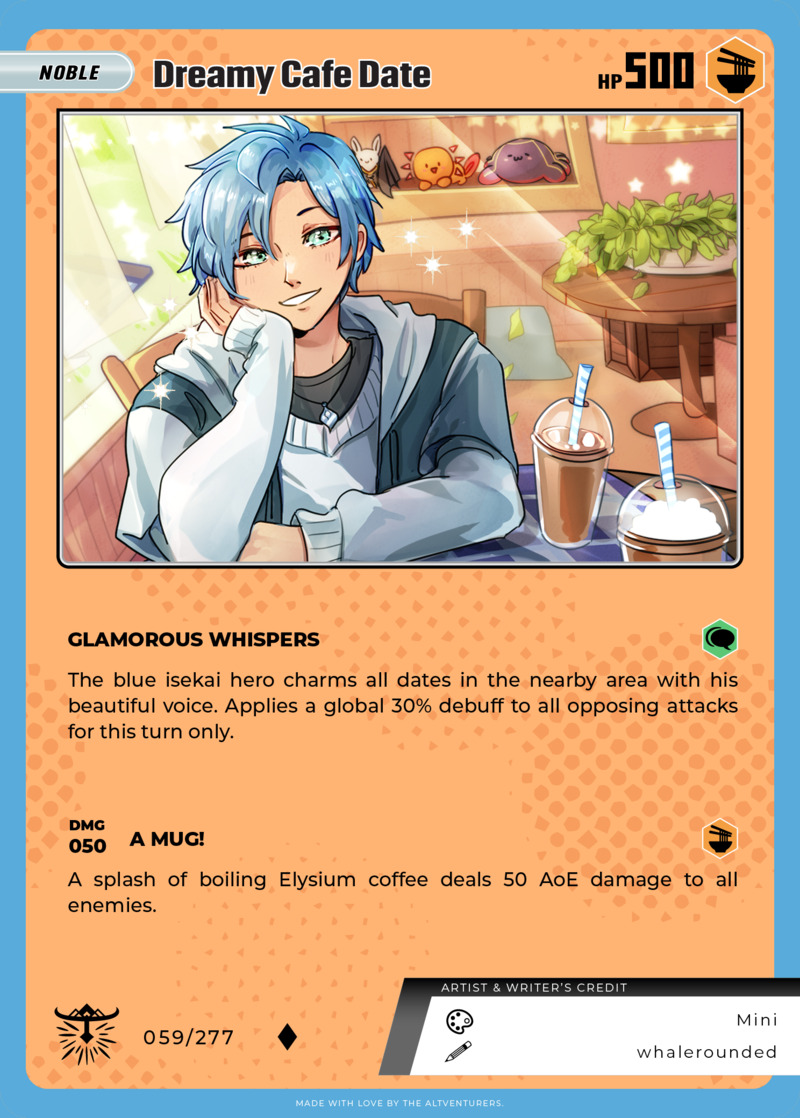 NOBLE
Dreamy Cafe Date
HP 500
GLAMOROUS WHISPERS
The blue isekai hero charms all dates in the nearby area with his
beautiful voice. Applies a global 30% debuff to all opposing attacks
for this turn only.
DMG
050
A MUG!
A splash of boiling Elysium coffee deals 50 AoE damage to all
enemies.
ARTIST & WRITER'S CREDIT
059/277
Mini
whalerounded
MADE WITH LOVE BY THE ALTVENTURERS.